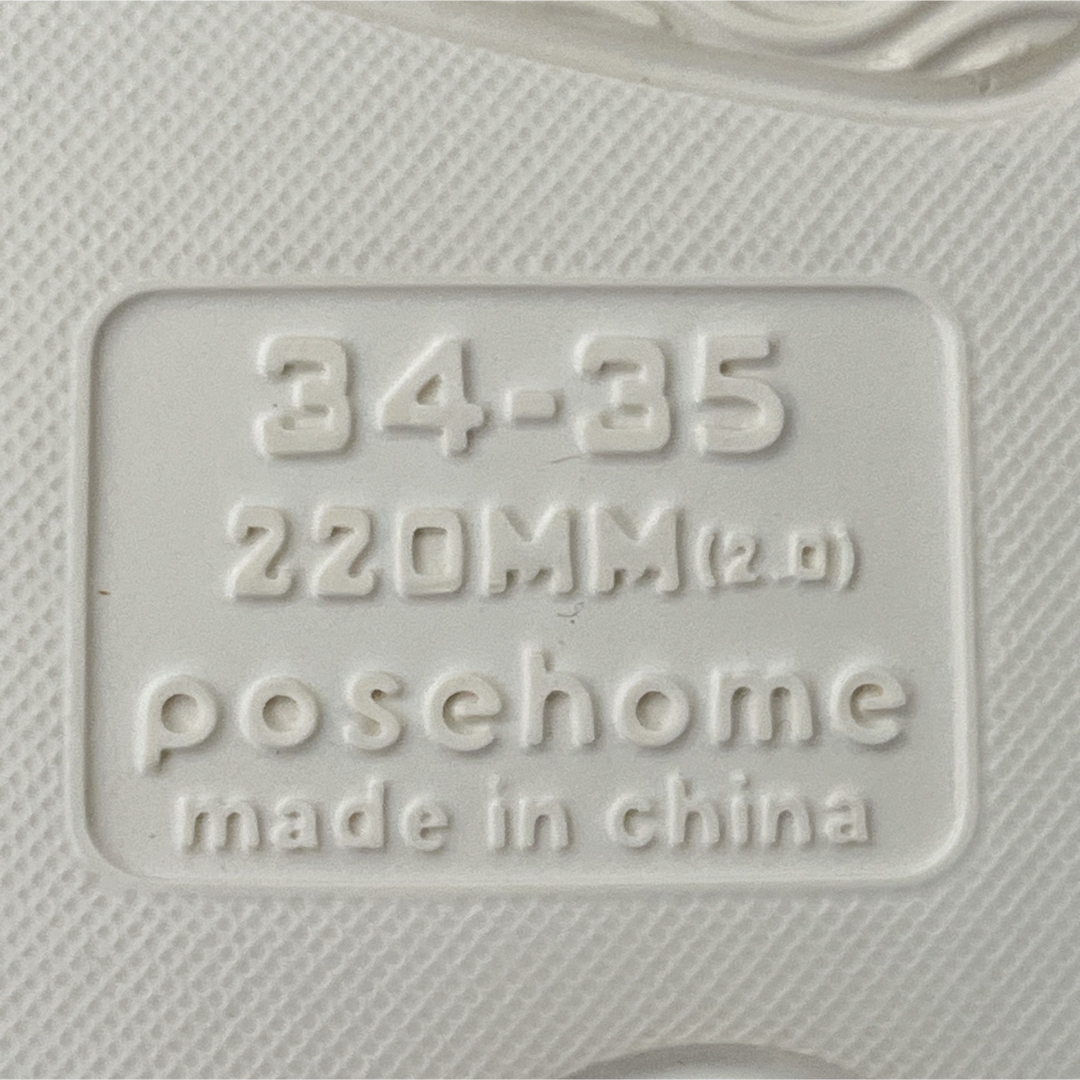 34-35
220MM(2.0)
posehome
made in china